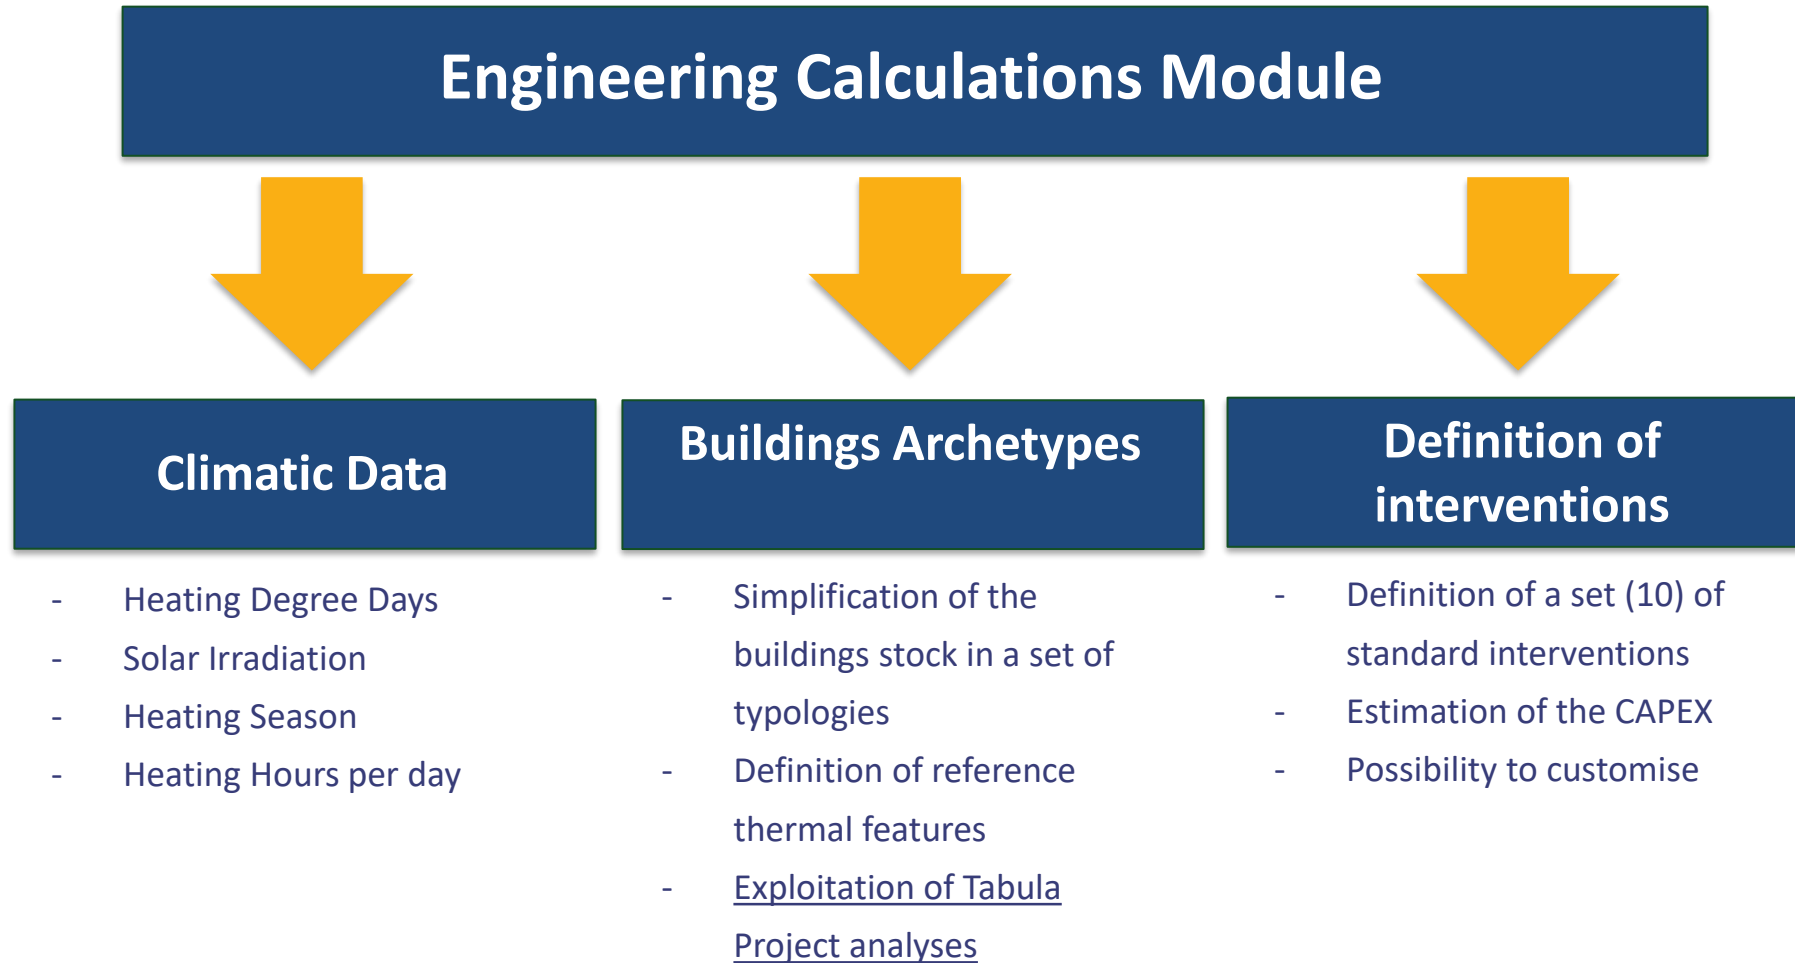 Engineering Calculations Module
Climatic Data
- Heating Degree Days
- Solar Irradiation
- Heating Season
- Heating Hours per day
Buildings Archetypes
- Simplification of the
buildings stock in a set of
typologies
- Definition of reference
thermal features
- Exploitation of Tabula
Project analyses
Definition of
interventions
- Definition of a set (10) of
standard interventions
- Estimation of the CAPEX
- Possibility to customise